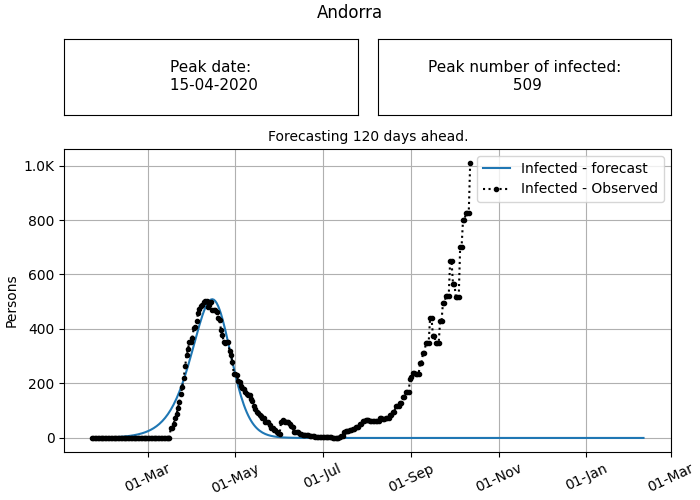 Andorra
Peak date:
15-04-2020
Peak number of infected:
509
Forecasting 120 days ahead.
Infected - forecast
Infected - Observed
Persons
1.0K
800
600
400
200
0
01-Mar
01-May
01-Jul
01-Sep
01-Nov
01-Jan
01-Mar